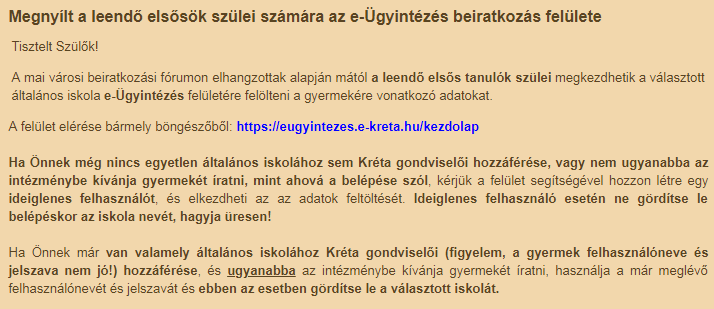 Megnyílt a leendő elsősök szülei számára az e-Ügyintézés beiratkozás felülete
Tisztelt Szülők!
A mai városi beiratkozási fórumon elhangzottak alapján mától a leendő elsős tanulók szülei megkezdhetik a választott
általános iskola e-Ügyintézés felületére felölteni a gyermekére vonatkozó adatokat.
A felület elérése bármely böngészőből: https://eugyintezes.e-kreta.hu/kezdolap
Ha Önnek még nincs egyetlen általános iskolához sem Kréta gondviselői hozzáférése, vagy nem ugyanabba az
intézménybe kívánja gyermekét íratni, mint ahová a belépése szól, kérjük a felület segítségével hozzon létre egy
ideiglenes felhasználót, és elkezdheti az az adatok feltöltését. Ideiglenes felhasználó esetén ne gördítse le
belépéskor az iskola nevét, hagyja üresen!
Ha Önnek már van valamely általános iskolához Kréta gondviselői (figyelem, a gyermek felhasználóneve és
jelszava nem jó!) hozzáférése, és ugyanabba az intézménybe kívánja gyermekét íratni, használja a már meglévő
felhasználónevét és jelszavát és ebben az esetben gördítse le a választott iskolát.